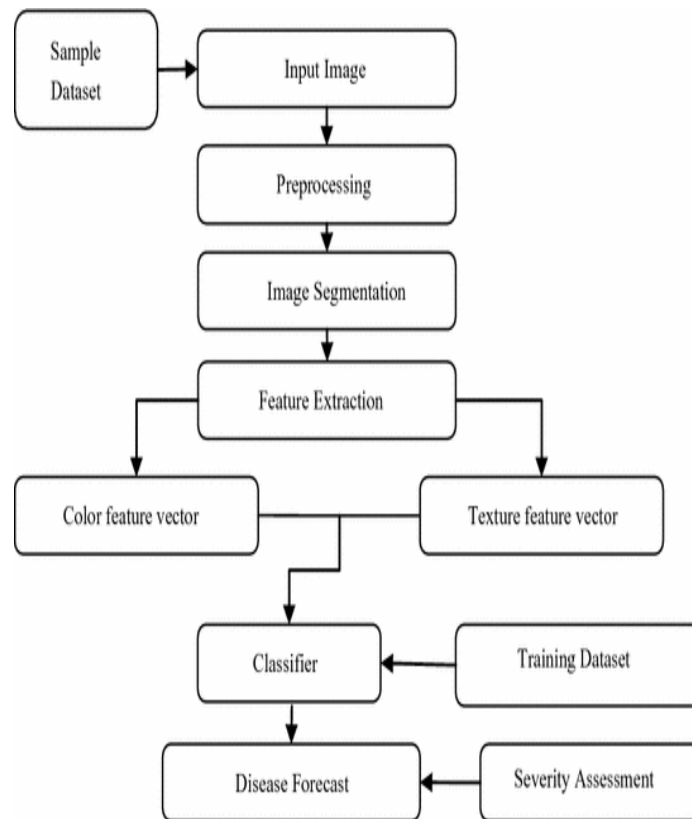 Sample
Dataset
Input Image
Preprocessing
Image Segmentation
Feature Extraction
Color feature vector
Texture feature vector
Classifier
Training Dataset
Disease Forecast
Severity Assessment